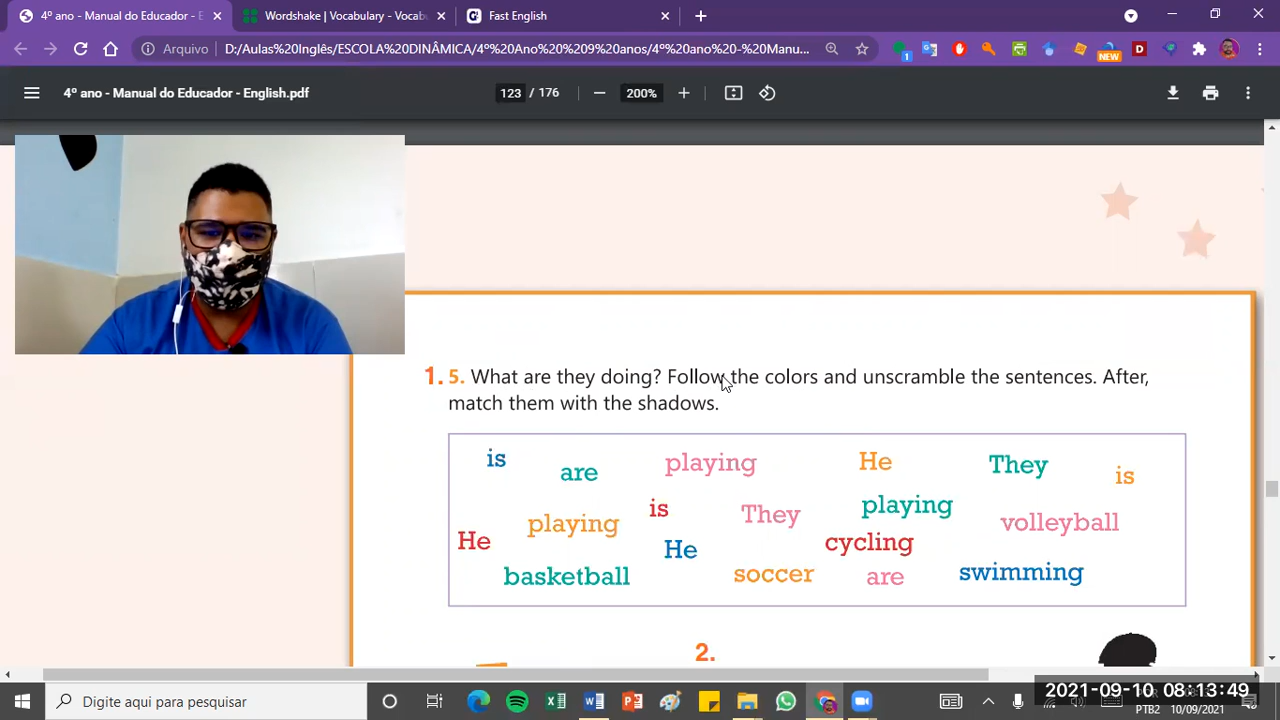 4º ano - Manual do Educador - E
Wordshake | Vocabulary - Vocab
Fast English
Arquivo
D:/Aulas%20Inglês/ESCOLA%20DINÂMICA/4º%20Ano%20%209%20anos/4º%20ano%20-%20Manu...
1
NEW
4º ano - Manual do Educador - English.pdf
123 / 176
200%
1. 5. What are they doing? Follow the colors and unscramble the sentences. After,
match them with the shadows.
is are playing He They is
He playing is They playing volleyball
basketball He soccer cycling are swimming
2.
Digite aqui para pesquisar
2021-09-10 08:13:49
PTB2 10/09/2021